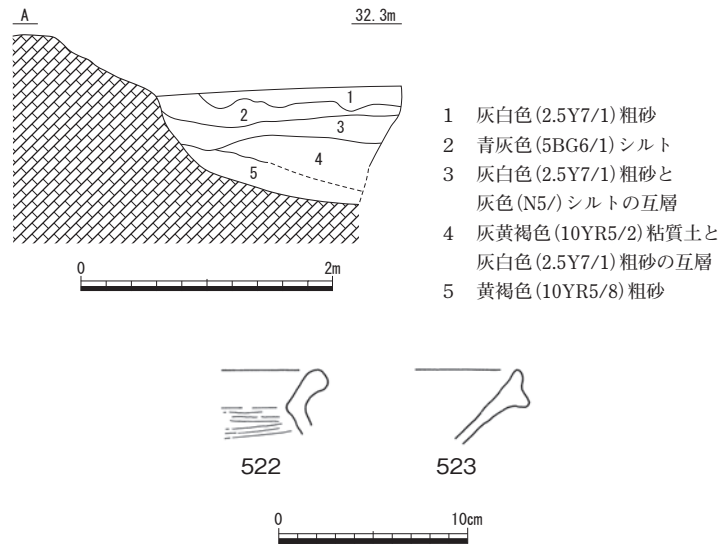 A
32.3m
1
2
3
4
5
0 2m
1 灰白色(2.5Y7/1)粗砂
2 青灰色(5BG6/1)シルト
3 灰白色(2.5Y7/1)粗砂と
灰色(N5/)シルトの互層
4 灰黄褐色(10YR5/2)粘質土と
灰白色(2.5Y7/1)粗砂の互層
5 黄褐色(10YR5/8)粗砂
522
523
0 10cm